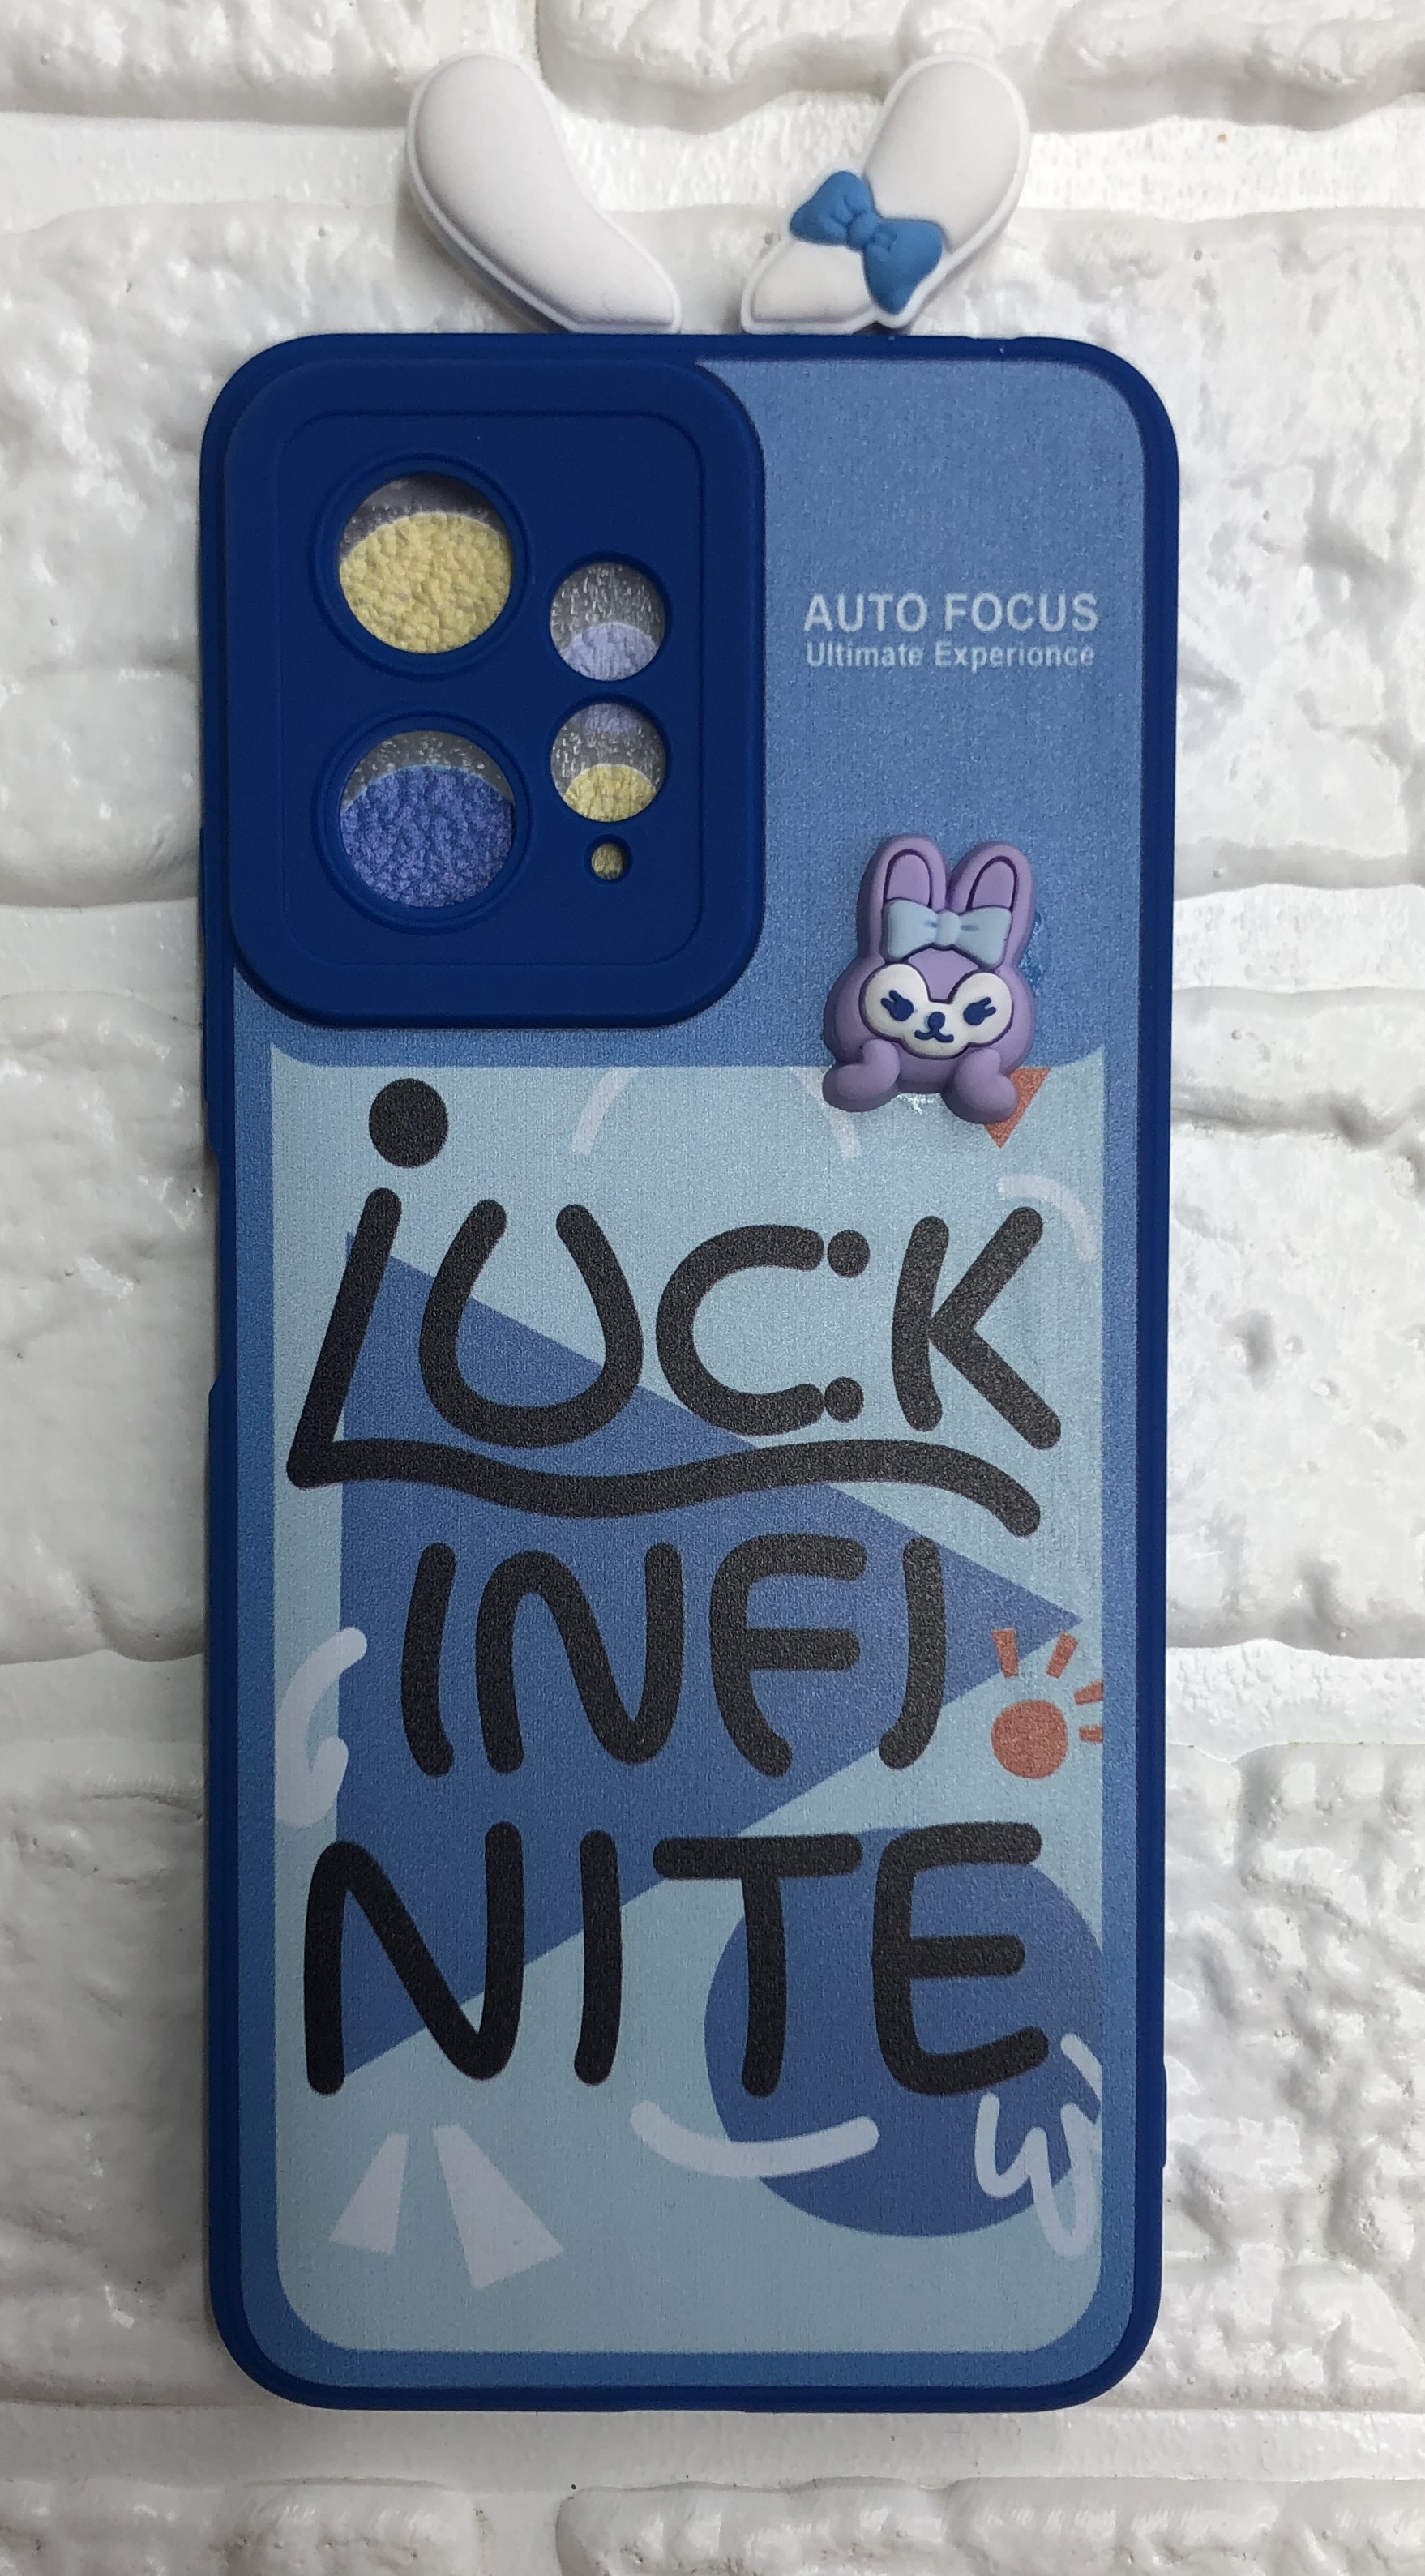 AUTO FOCUS
Ultimate Experionce
LUCK
INFI
NITE